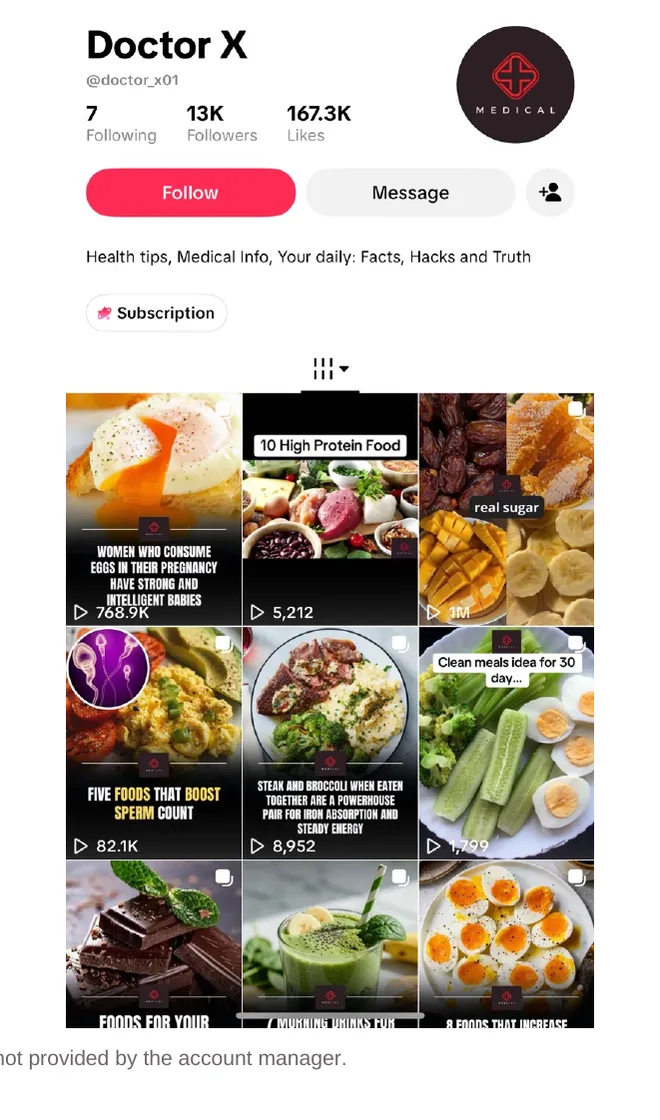 Doctor X
@doctor_x01
7
13K
167.3K
Following
Followers
Likes
MEDICAL
Follow
Message
Health tips, Medical Info, Your daily: Facts, Hacks and Truth
Subscription
WOMEN WHO CONSUME
EGGS IN THEIR PREGNANCY
HAVE STRONG AND
INTELLIGENT BABIES
768.9K
10 High Protein Food
5,212
real sugar
1M
FIVE FOODS THAT BOOST
SPERM COUNT
82.1K
STEAK AND BROCCOLI WHEN EATEN
TOGETHER ARE A POWERHOUSE
PAIR FOR IRON ABSORPTION AND
STEADY ENERGY
8,952
Clean meals idea for 30
day...
1,799
FOODS FOR YOUR
7 MORNING DRINKS FOR
8 FOODS THAT INCREASE
not provided by the account manager.